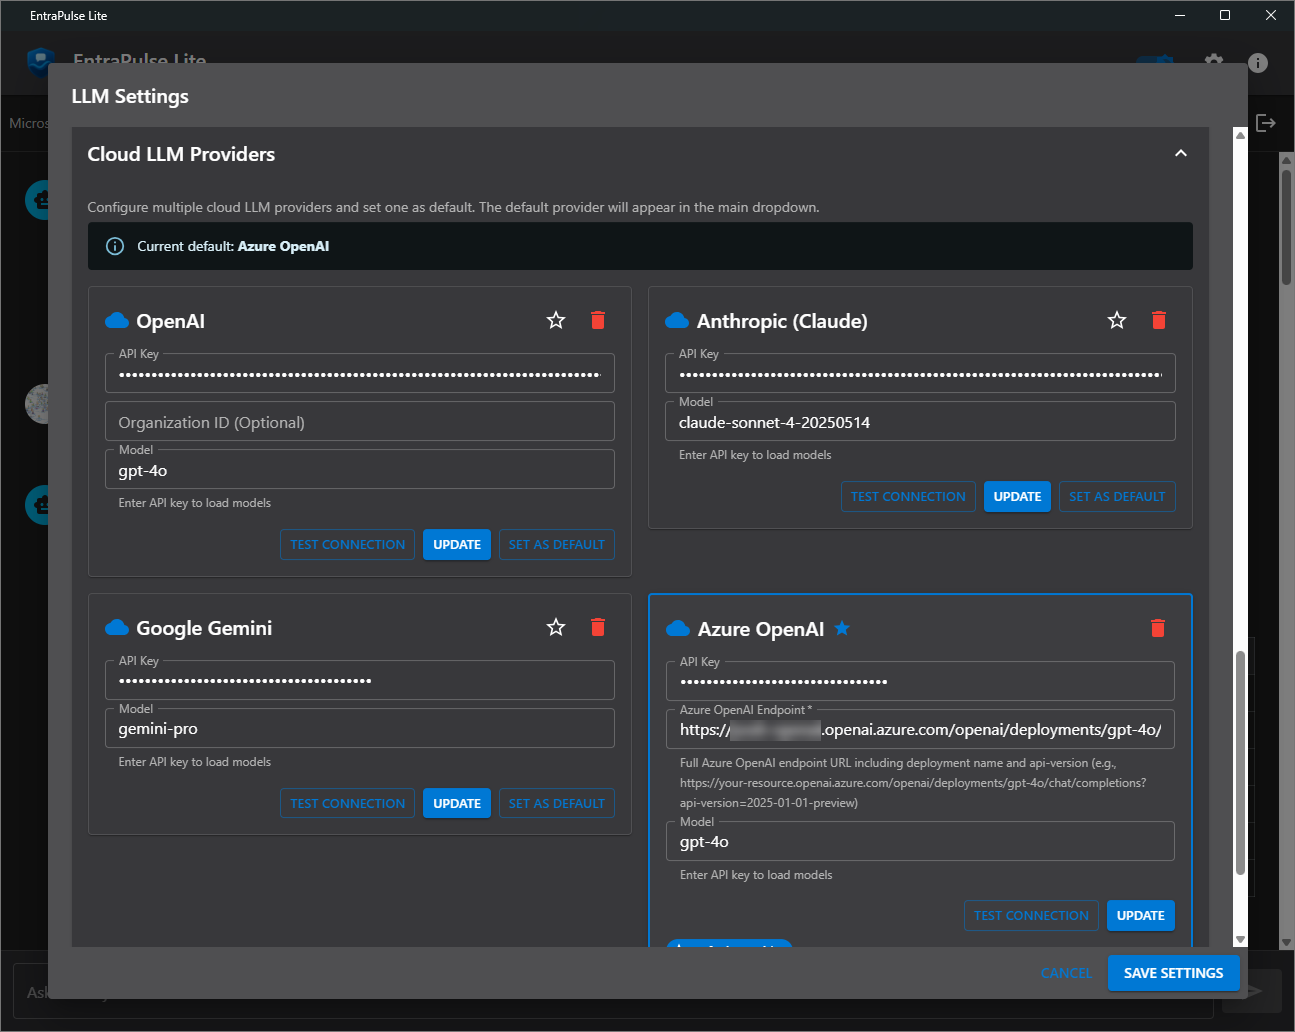 EntraPulse Lite
EntraPulse Lite
LLM Settings
Micros
Cloud LLM Providers
Configure multiple cloud LLM providers and set one as default. The default provider will appear in the main dropdown.
Current default: Azure OpenAI
OpenAI
API Key
Organization ID (Optional)
Model
gpt-4o
Enter API key to load models
TEST CONNECTION
UPDATE
SET AS DEFAULT
Anthropic (Claude)
API Key
Model
claude-sonnet-4-20250514
Enter API key to load models
TEST CONNECTION
UPDATE
SET AS DEFAULT
Google Gemini
API Key
Model
gemini-pro
Enter API key to load models
TEST CONNECTION
UPDATE
SET AS DEFAULT
Azure OpenAI
API Key
Azure OpenAI Endpoint *
https:// .openai.azure.com/openai/deployments/gpt-4o/
Full Azure OpenAI endpoint URL including deployment name and api-version (e.g.,
https://your-resource.openai.azure.com/openai/deployments/gpt-4o/chat/completions?
api-version=2025-01-01-preview)
Model
gpt-4o
Enter API key to load models
TEST CONNECTION
UPDATE
CANCEL
SAVE SETTINGS